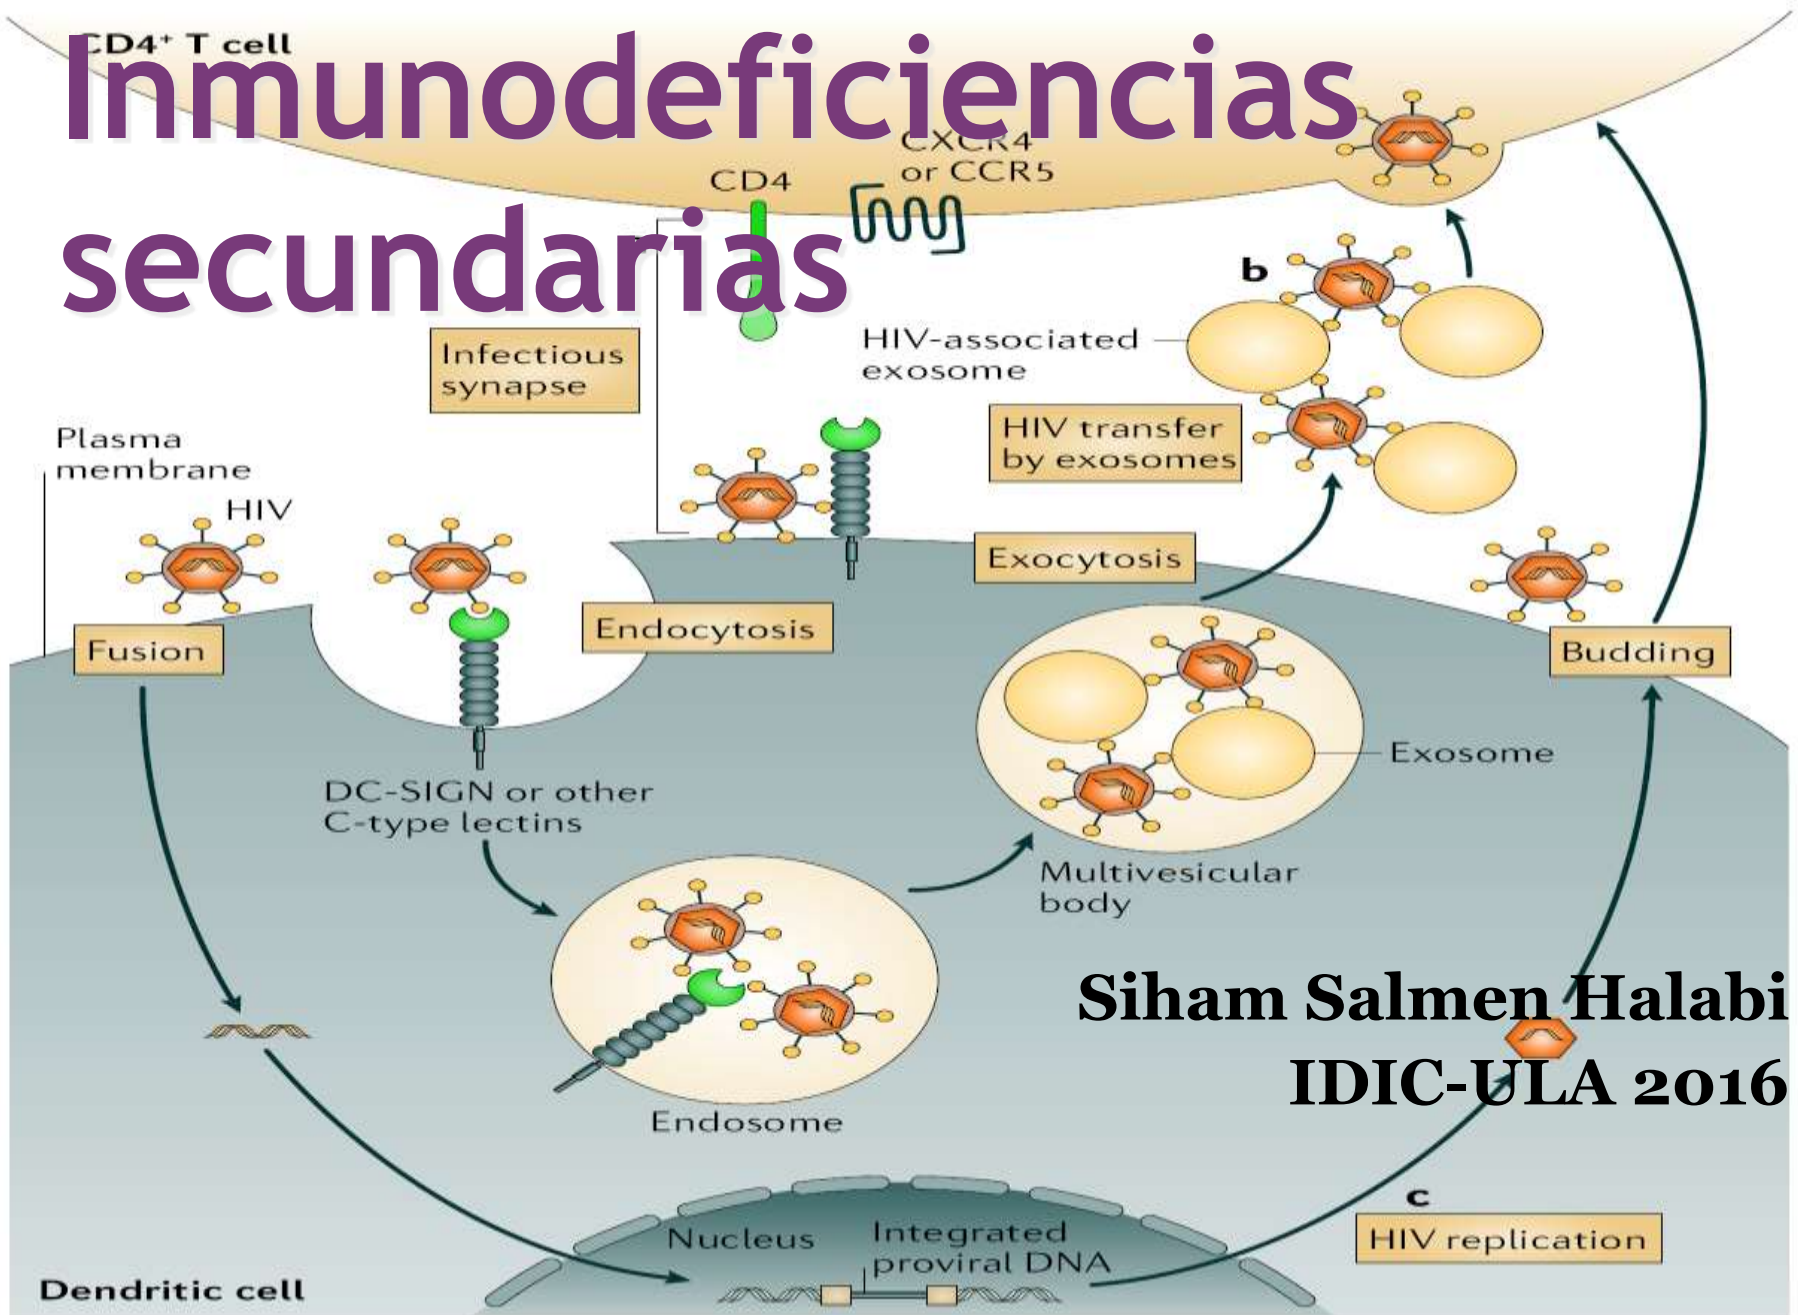 CD4⁺ T cell
Inmunodeficiencias
secundarias
CXCR4
or CCR5
CD4
b
Infectious
synapse
HIV-associated
exosome
HIV transfer
by exosomes
Plasma
membrane
HIV
Exocytosis
Endocytosis
Fusion
Budding
Exosome
DC-SIGN or other
C-type lectins
Multivesicular
body
Siham Salmen Halabi
IDIC-ULA 2016
Endosome
c
HIV replication
Nucleus
Integrated
proviral DNA
Dendritic cell